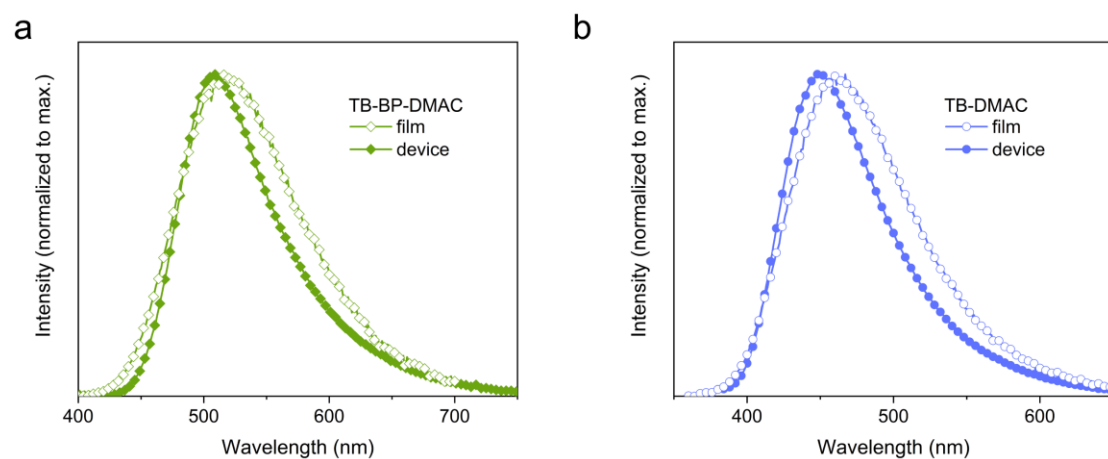 a
Intensity (normalized to max.)
TB-BP-DMAC
film
device
400
500
600
700
Wavelength (nm)
b
Intensity (normalized to max.)
TB-DMAC
film
device
400
500
600
Wavelength (nm)